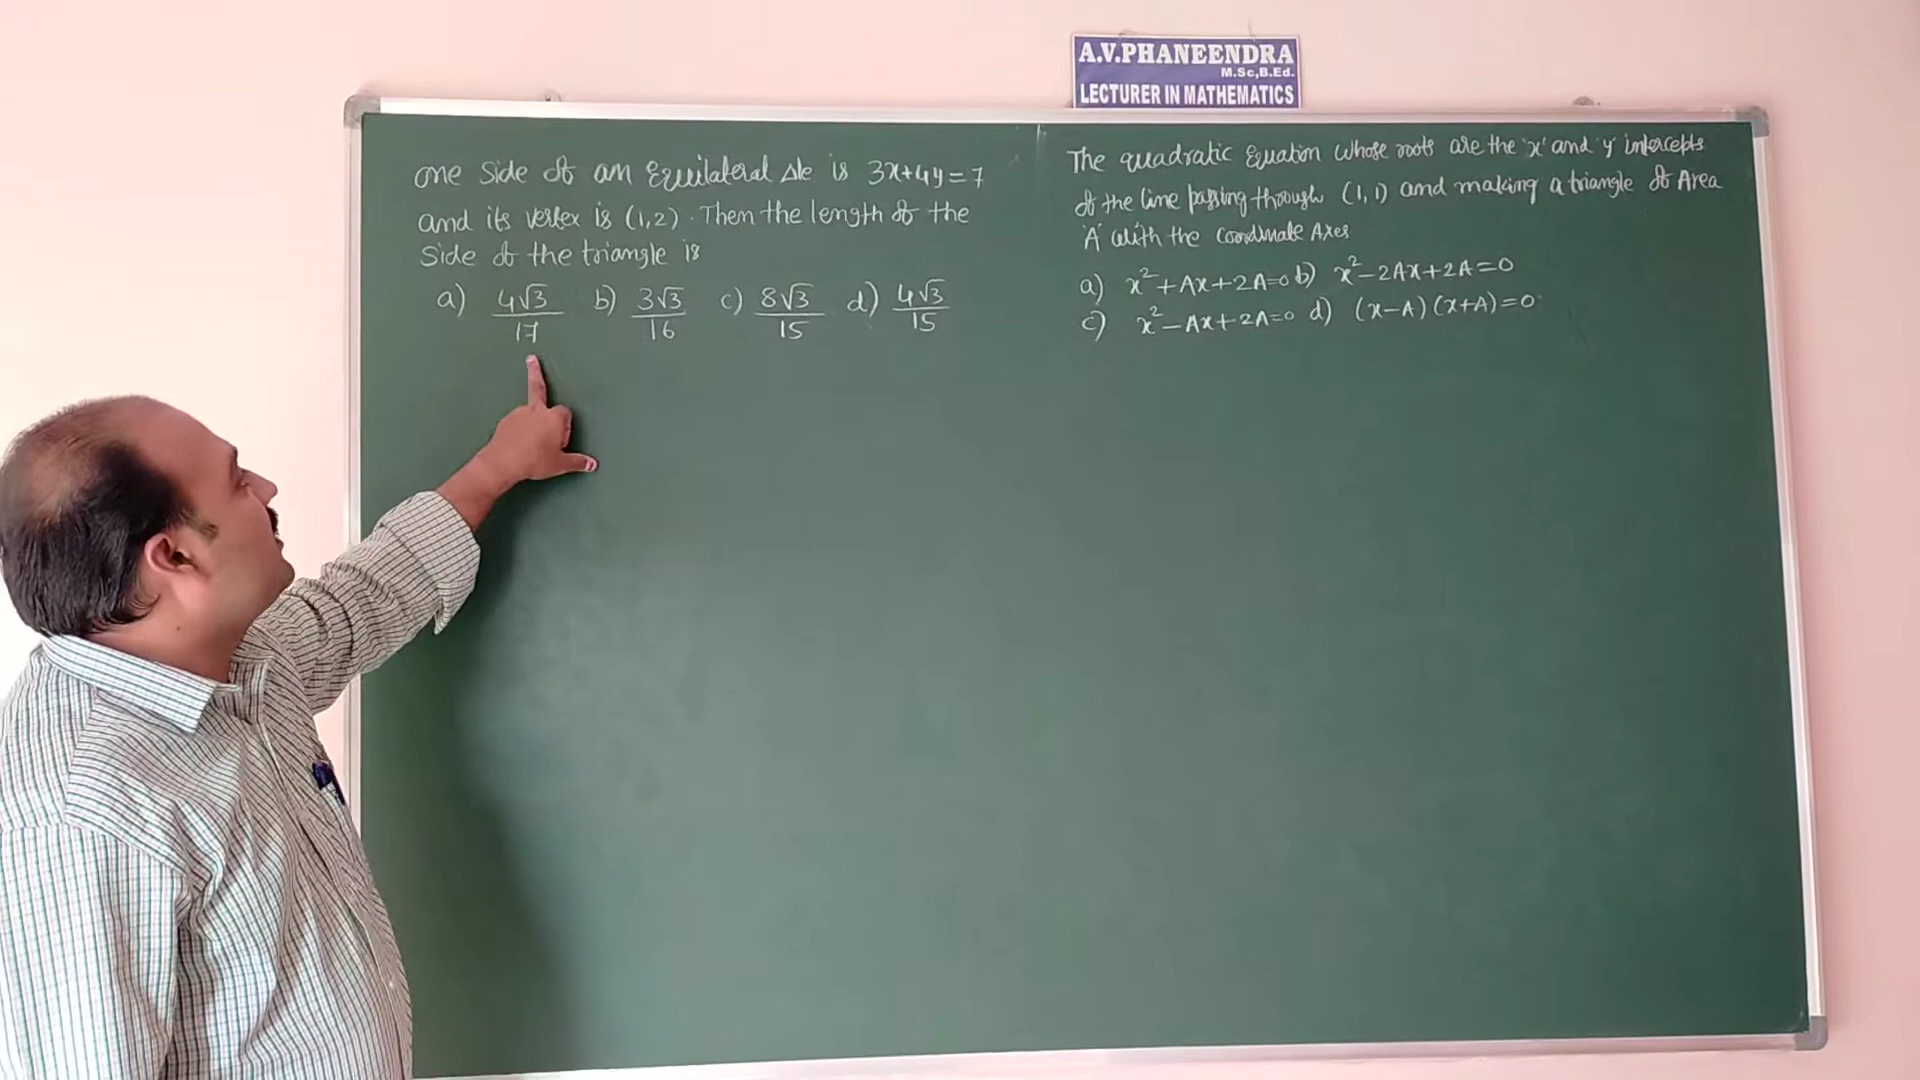 A.V.PHANEENDRA
M.Sc,B.Ed.
LECTURER IN MATHEMATICS
one side of an Equilateral Δle is 3x+4y=7
and its vertex is (1,2). Then the length of the
side of the triangle is
a) 4√3/17 b) 3√3/16 c) 8√3/15 d) 4√3/15
The quadratic Equation whose roots are the 'x' and 'y' intercepts
of the line passing through (1,1) and making a triangle of Area
'A' with the coordinate Axes
a) x²+Ax+2A=0 b) x²-2Ax+2A=0
c) x²-Ax+2A=0 d) (x-A)(x+A)=0